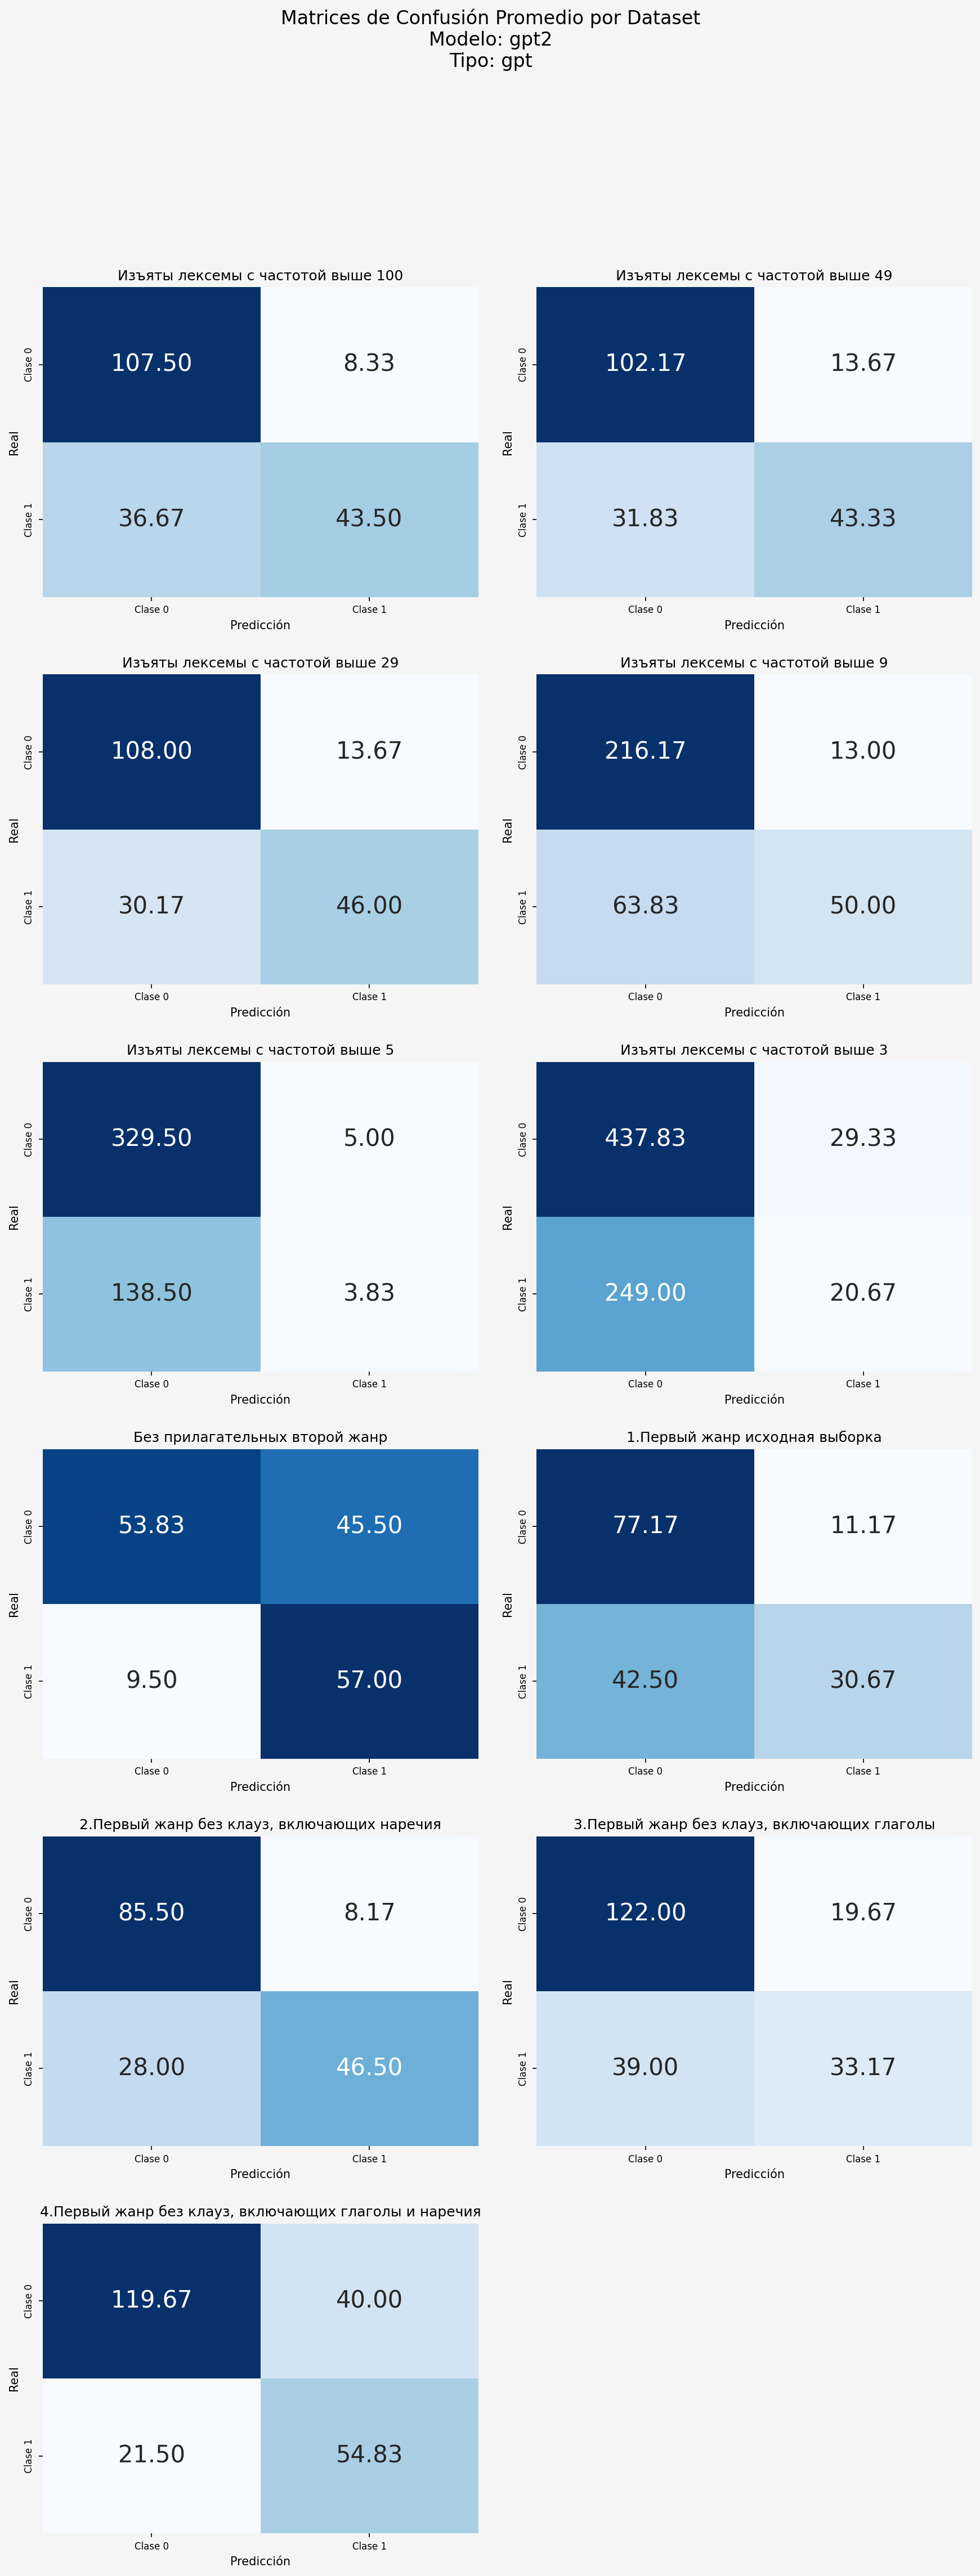 Matrices de Confusión Promedio por Dataset
Modelo: gpt2
Tipo: gpt
Изъяты лексемы с частотой выше 100
Real
Clase 0
107.50
8.33
Clase 1
36.67
43.50
Clase 0
Clase 1
Predicción
Изъяты лексемы с частотой выше 49
Real
Clase 0
102.17
13.67
Clase 1
31.83
43.33
Clase 0
Clase 1
Predicción
Изъяты лексемы с частотой выше 29
Real
Clase 0
108.00
13.67
Clase 1
30.17
46.00
Clase 0
Clase 1
Predicción
Изъяты лексемы с частотой выше 9
Real
Clase 0
216.17
13.00
Clase 1
63.83
50.00
Clase 0
Clase 1
Predicción
Изъяты лексемы с частотой выше 5
Real
Clase 0
329.50
5.00
Clase 1
138.50
3.83
Clase 0
Clase 1
Predicción
Изъяты лексемы с частотой выше 3
Real
Clase 0
437.83
29.33
Clase 1
249.00
20.67
Clase 0
Clase 1
Predicción
Без прилагательных второй жанр
Real
Clase 0
53.83
45.50
Clase 1
9.50
57.00
Clase 0
Clase 1
Predicción
1.Первый жанр исходная выборка
Real
Clase 0
77.17
11.17
Clase 1
42.50
30.67
Clase 0
Clase 1
Predicción
2.Первый жанр без клауз, включающих наречия
Real
Clase 0
85.50
8.17
Clase 1
28.00
46.50
Clase 0
Clase 1
Predicción
3.Первый жанр без клауз, включающих глаголы
Real
Clase 0
122.00
19.67
Clase 1
39.00
33.17
Clase 0
Clase 1
Predicción
4.Первый жанр без клауз, включающих глаголы и наречия
Real
Clase 0
119.67
40.00
Clase 1
21.50
54.83
Clase 0
Clase 1
Predicción